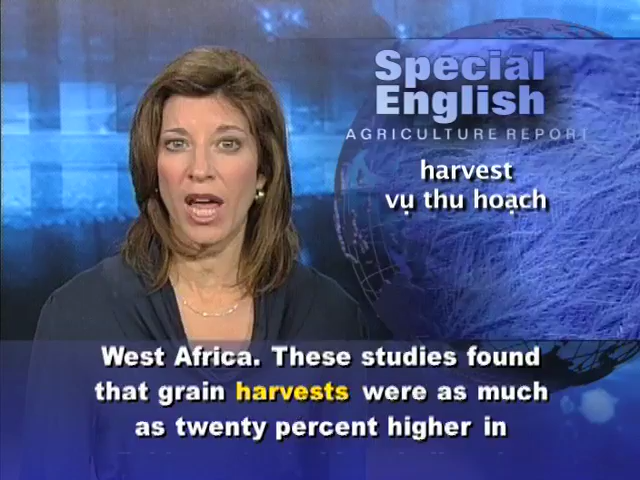 Special
English
AGRICULTURE REPORT
harvest
vụ thu hoạch
West Africa. These studies found
that grain harvests were as much
as twenty percent higher in